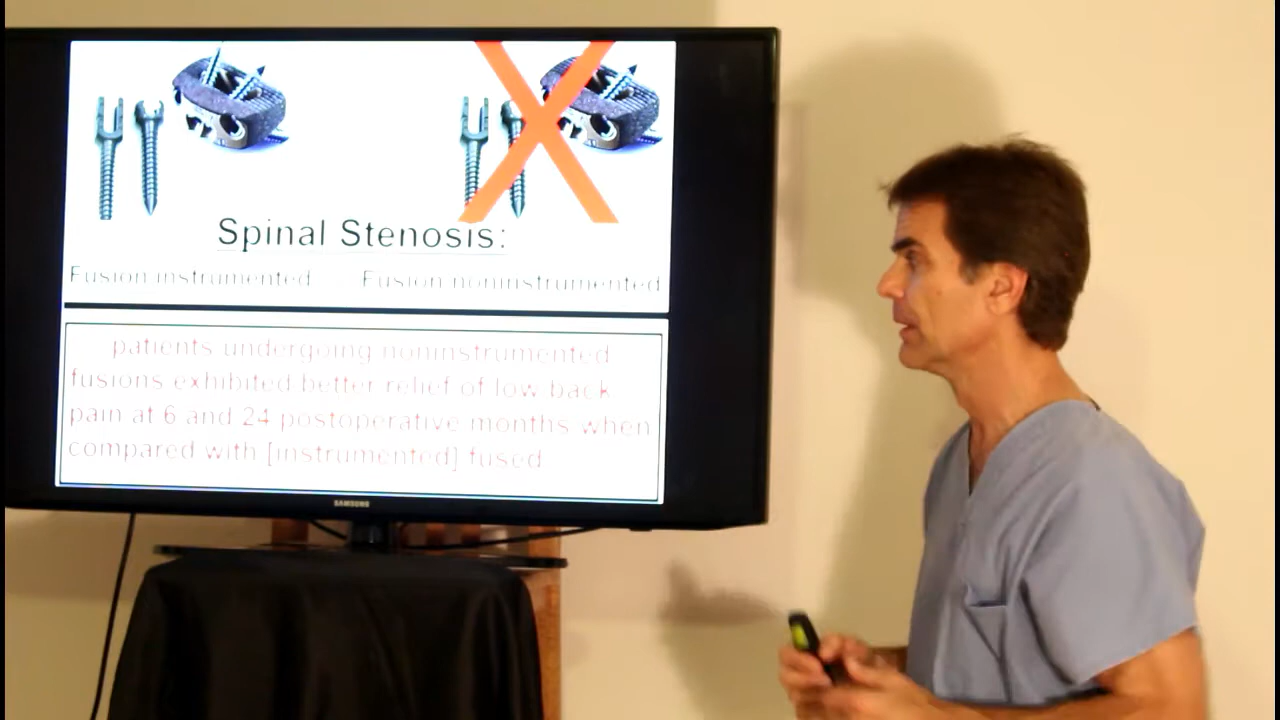 Spinal Stenosis:
Fusion instrumented Fusion noninstrumented
patients undergoing noninstrumented
fusions exhibited better relief of low back
pain at 6 and 24 postoperative months when
compared with [instrumented] fused.
SAMSUNG